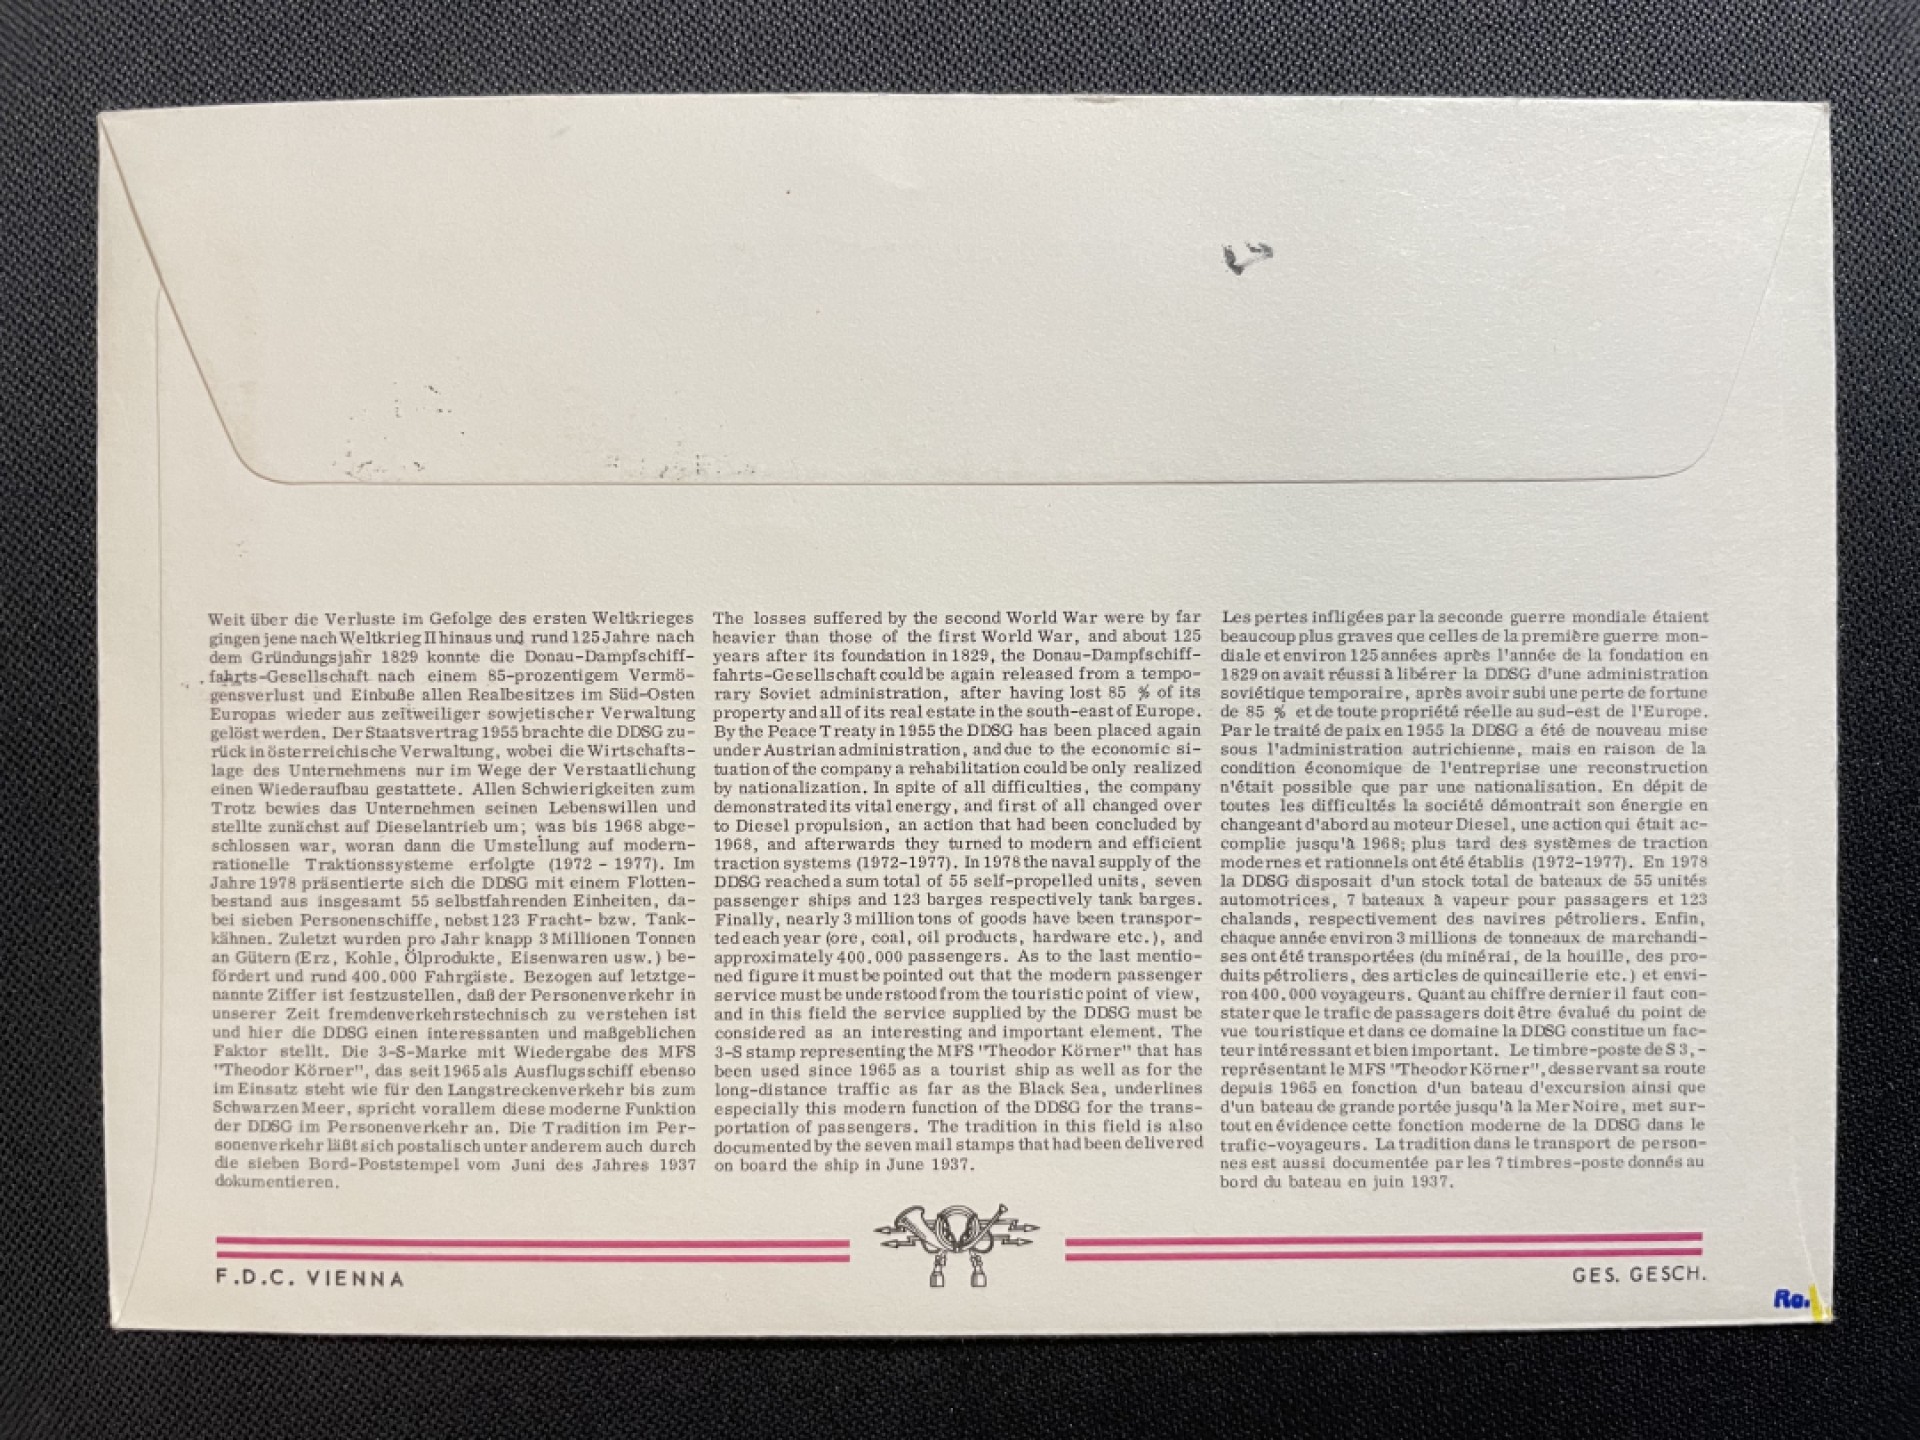 Weit über die Verluste im Gefolge des ersten Weltkrieges
gingen jene nach Weltkrieg II hinaus und rund 125 Jahre nach
dem Gründungsjahr 1829 konnte die Donau-Dampfschiff-
fahrts-Gesellschaft nach einem 85-prozentigem Vermö-
gensverlust und Einbuße allen Realbesitzes im Süd-Osten
Europas wieder aus zeitweiliger sowjetischer Verwaltung
gelöst werden. Der Staatsvertrag 1955 brachte die DDSG zu-
rück in österreichische Verwaltung, wobei die Wirtschafts-
lage des Unternehmens nur im Wege der Verstaatlichung
einen Wiederaufbau gestattete. Allen Schwierigkeiten zum
Trotz bewies das Unternehmen seinen Lebenswillen und
stellte zunächst auf Dieselantrieb um; was bis 1968 abge-
schlossen war, woran dann die Umstellung auf modern-
rationelle Traktionssysteme erfolgte (1972 - 1977). Im
Jahre 1978 präsentierte sich die DDSG mit einem Flotten-
bestand aus insgesamt 55 selbstfahrenden Einheiten, da-
bei sieben Personenschiffe, nebst 123 Fracht- bzw. Tank-
kähnen. Zuletzt wurden pro Jahr knapp 3 Millionen Tonnen
an Gütern (Erz, Kohle, Ölprodukte, Eisenwaren usw.) be-
fördert und rund 400.000 Fahrgäste. Bezogen auf letztge-
nannte Ziffer ist festzustellen, daß der Personenverkehr in
unserer Zeit fremdenverkehrstechnisch zu verstehen ist
und hier die DDSG einen interessanten und maßgeblichen
Faktor stellt. Die 3-S-Marke mit Wiedergabe des MFS
"Theodor Körner", das seit 1965 als Ausflugsschiff ebenso
im Einsatz steht wie für den Langstreckenverkehr bis zum
Schwarzen Meer, spricht vorallem diese moderne Funktion
der DDSG im Personenverkehr an. Die Tradition im Per-
sonenverkehr läßt sich postalisch unter anderem auch durch
die sieben Bord-Poststempel vom Juni des Jahres 1937
dokumentieren.
The losses suffered by the second World War were by far
heavier than those of the first World War, and about 125
years after its foundation in 1829, the Donau-Dampfschiff-
fahrts-Gesellschaft could be again released from a tempo-
rary Soviet administration, after having lost 85 % of its
property and all of its real estate in the south-east of Europe.
By the Peace Treaty in 1955 the DDSG has been placed again
under Austrian administration, and due to the economic si-
tuation of the company a rehabilitation could be only realized
by nationalization. In spite of all difficulties, the company
demonstrated its vital energy, and first of all changed over
to Diesel propulsion, an action that had been concluded by
1968, and afterwards they turned to modern and efficient
traction systems (1972-1977). In 1978 the naval supply of the
DDSG reached a sum total of 55 self-propelled units, seven
passenger ships and 123 barges respectively tank barges.
Finally, nearly 3 million tons of goods have been transpor-
ted each year (ore, coal, oil products, hardware etc.), and
approximately 400.000 passengers. As to the last mentio-
ned figure it must be pointed out that the modern passenger
service must be understood from the touristic point of view,
and in this field the service supplied by the DDSG must be
considered as an interesting and important element. The
3-S stamp representing the MFS "Theodor Körner" that has
been used since 1965 as a tourist ship as well as for the
long-distance traffic as far as the Black Sea, underlines
especially this modern function of the DDSG for the trans-
portation of passengers. The tradition in this field is also
documented by the seven mail stamps that had been delivered
on board the ship in June 1937.
Les pertes infligées par la seconde guerre mondiale étaient
beaucoup plus graves que celles de la première guerre mon-
diale et environ 125 années après l'année de la fondation en
1829 on avait réussi à libérer la DDSG d'une administration
soviétique temporaire, après avoir subi une perte de fortune
de 85 % et de toute propriété réelle au sud-est de l'Europe.
Par le traité de paix en 1955 la DDSG a été de nouveau mise
sous l'administration autrichienne, mais en raison de la
condition économique de l'entreprise une reconstruction
n'était possible que par une nationalisation. En dépit de
toutes les difficultés la société démontrait son énergie en
changeant d'abord au moteur Diesel, une action qui était ac-
complie jusqu'à 1968; plus tard des systèmes de traction
modernes et rationnels ont été établis (1972-1977). En 1978
la DDSG disposait d'un stock total de bateaux de 55 unités
automotrices, 7 bateaux à vapeur pour passagers et 123
chalands, respectivement des navires pétroliers. Enfin,
chaque année environ 3 millions de tonneaux de marchandi-
ses ont été transportées (du minérai, de la houille, des pro-
duits pétroliers, des articles de quincaillerie etc.) et envi-
ron 400.000 voyageurs. Quant au chiffre dernier il faut con-
stater que le trafic de passagers doit être évalué du point de
vue touristique et dans ce domaine la DDSG constitue un fac-
teur intéressant et bien important. Le timbre-poste de S 3,-
représentant le MFS "Theodor Körner", desservant sa route
depuis 1965 en fonction d'un bateau d'excursion ainsi que
d'un bateau de grande portée jusqu'à la Mer Noire, met sur-
tout en évidence cette fonction moderne de la DDSG dans le
trafic-voyageurs. La tradition dans le transport de person-
nes est aussi documentée par les 7 timbres-poste donnés au
bord du bateau en juin 1937.
F.D.C. VIENNA
GES. GESCH.
Ro.